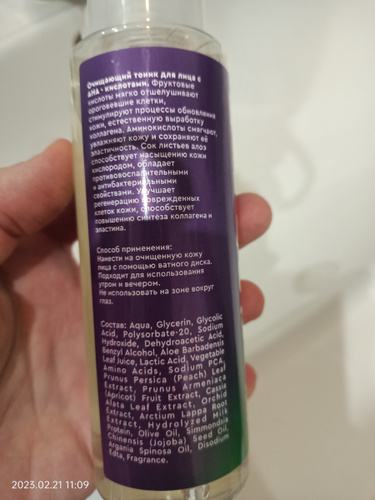 Очищающий тоник для лица с
АНА - кислотами. Фруктовые
кислоты мягко отшелушивают
ороговевшие клетки,
стимулируют процессы обновления
кожи, естественную выработку
коллагена. Аминокислоты смягчают,
увлажняют кожу и сохраняют её
эластичность. Сок листьев алоэ
способствует насыщению кожи
кислородом, обладает
противовоспалительными
и антибактериальными
свойствами. Улучшает
регенерацию поврежденных
клеток кожи, способствует
повышению синтеза коллагена и
эластина.
Способ применения:
Нанести на очищенную кожу
лица с помощью ватного диска.
Подходит для использования
утром и вечером.
Не использовать на зоне вокруг
глаз.
Состав: Aqua, Glycerin, Glycolic
Acid, Polysorbate-20, Sodium
Hydroxide, Dehydroacetic Acid,
Benzyl Alcohol, Aloe Barbadensis
Leaf Juice, Lactic Acid, Vegetable
Amino Acids, Sodium PCA,
Prunus Persica (Peach) Leaf
Extract, Prunus Armeniaca
(Apricot) Fruit Extract, Cassia
Alata Leaf Extract, Orchid
Extract, Arctium Lappa Root
Extract, Hydrolyzed Milk
Protein, Olive Oil, Simmondsia
Chinensis (Jojoba) Seed Oil,
Argania Spinosa Oil, Disodium
Edta, Fragrance.
2023.02.21 11:09